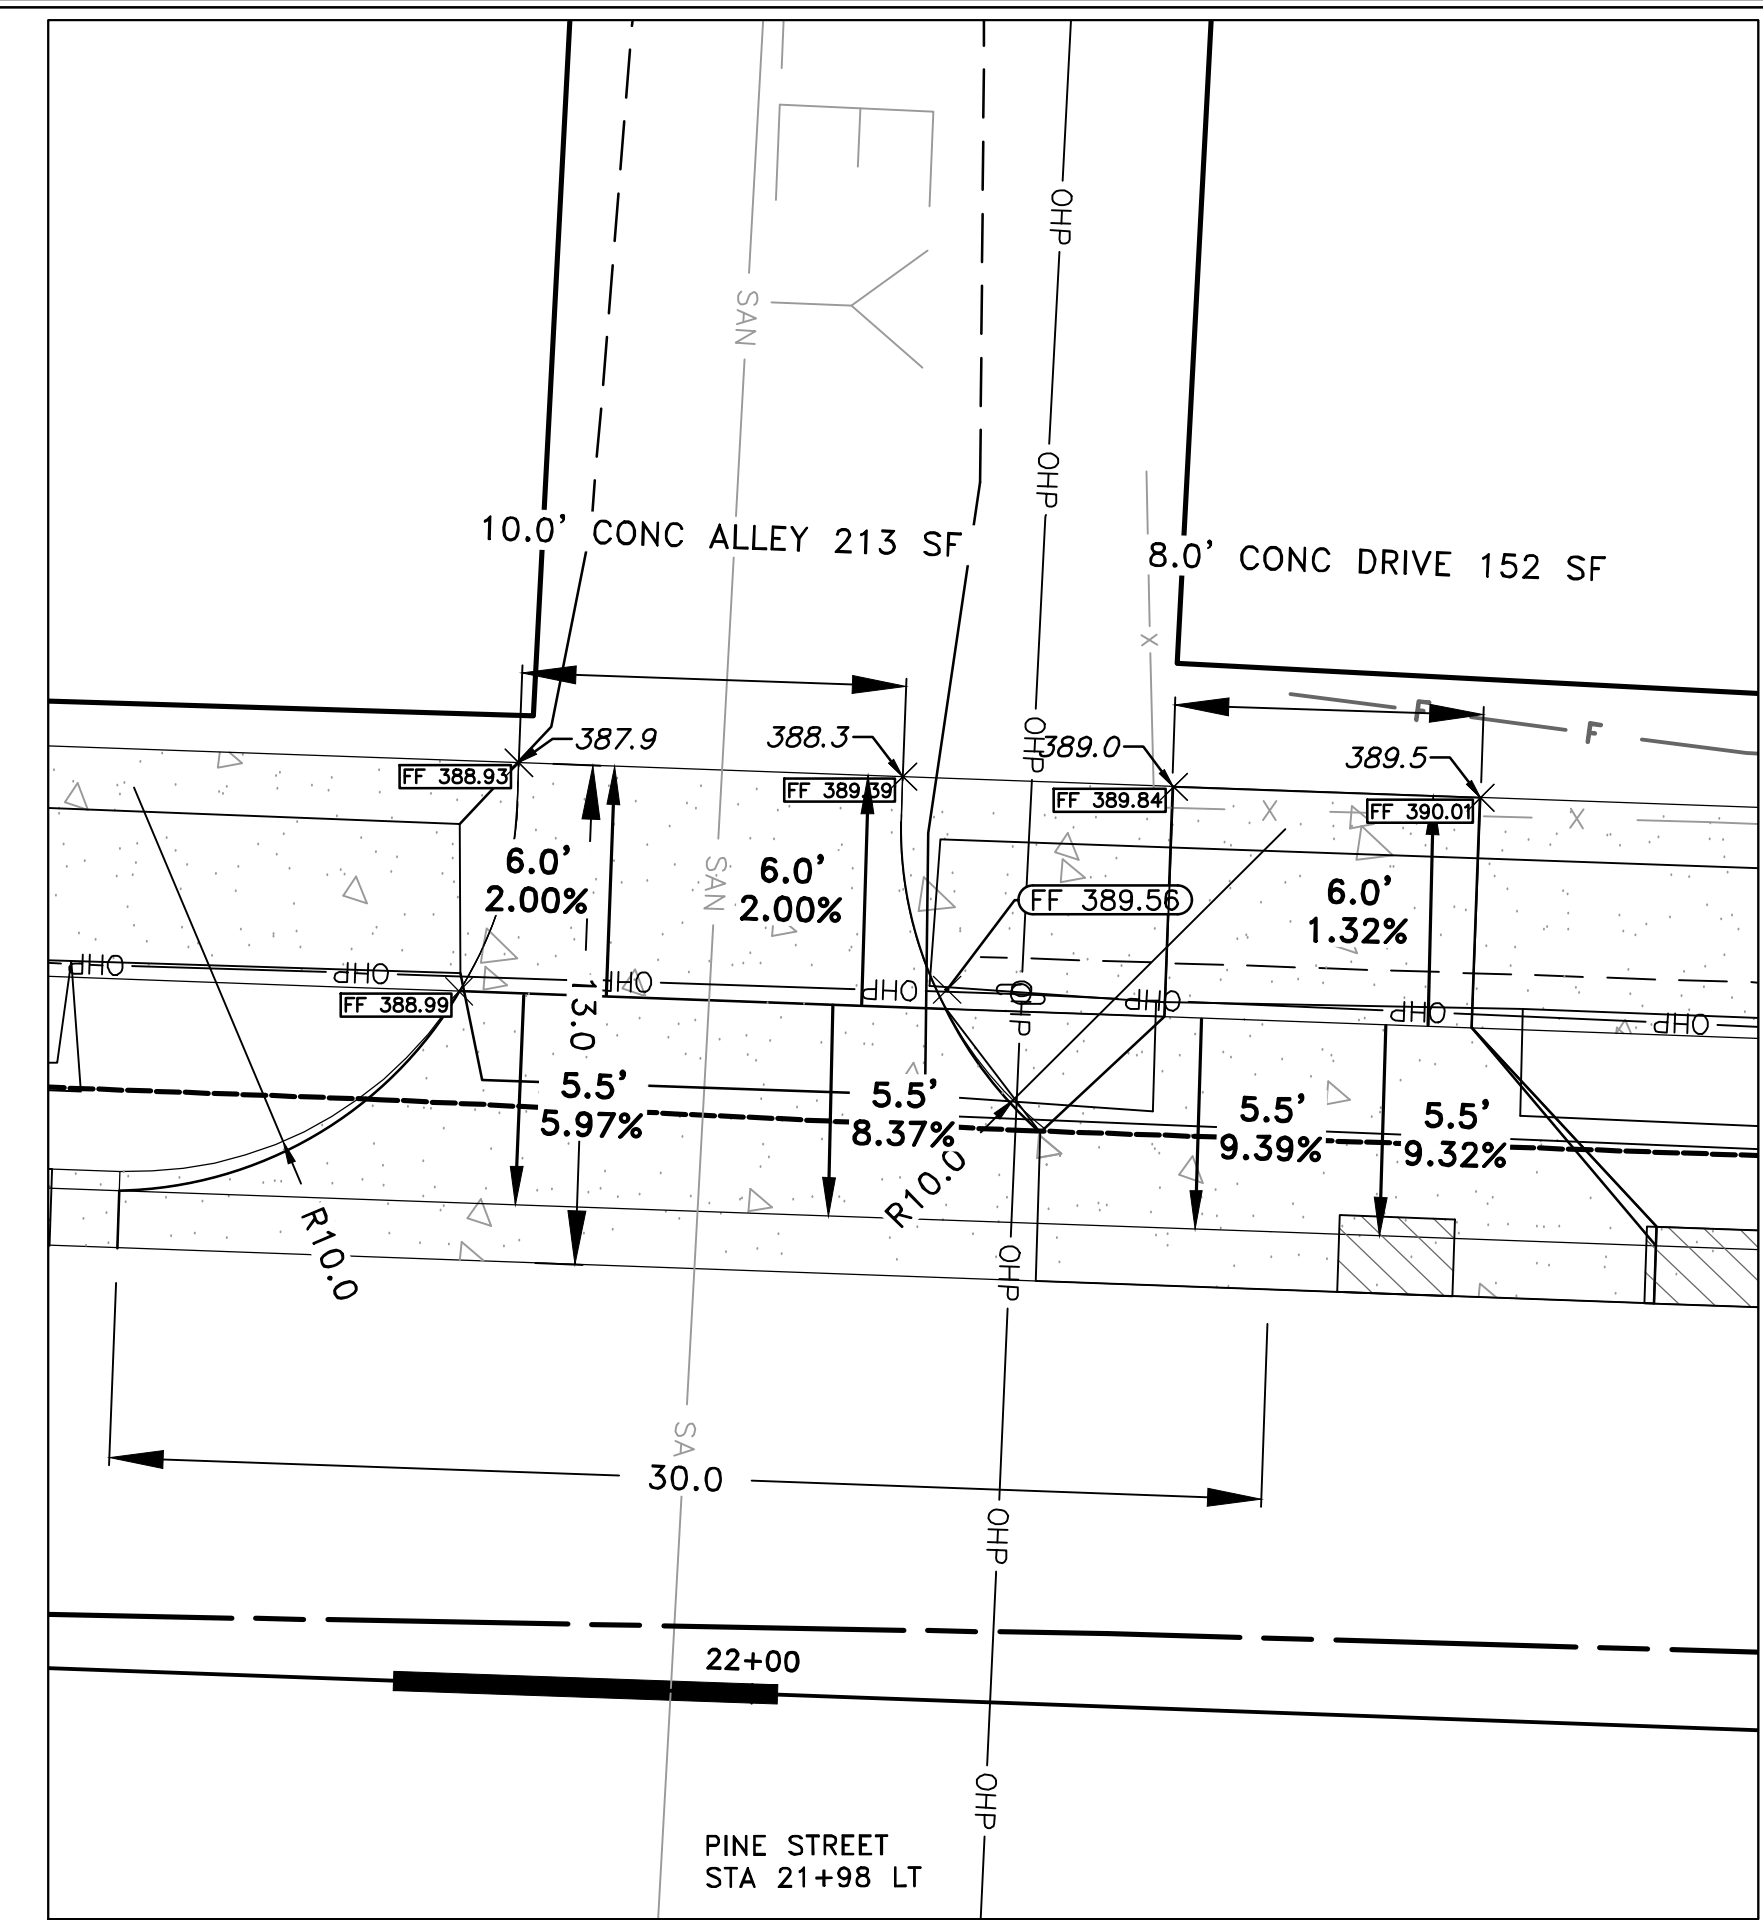 OHP
SAN
OHP
10.0' CONC ALLEY 213 SF
8.0' CONC DRIVE 152 SF
X
F
F
387.9
388.3
OHP
389.0
389.5
FF 388.93
FF 389.39
FF 389.84
FF 390.01
X
X
6.0'
2.00%
SAN
6.0'
2.00%
FF 389.56
6.0'
1.32%
OHP
OHP
OHP
OHP
OHP
OHP
OHP
OHP
FF 388.99
13.0
5.5'
5.97%
5.5'
8.37%
5.5'
9.39%
5.5'
9.32%
R10.0
R10.0
OHP
SA
30.0
OHP
22+00
OHP
PINE STREET
STA 21+98 LT